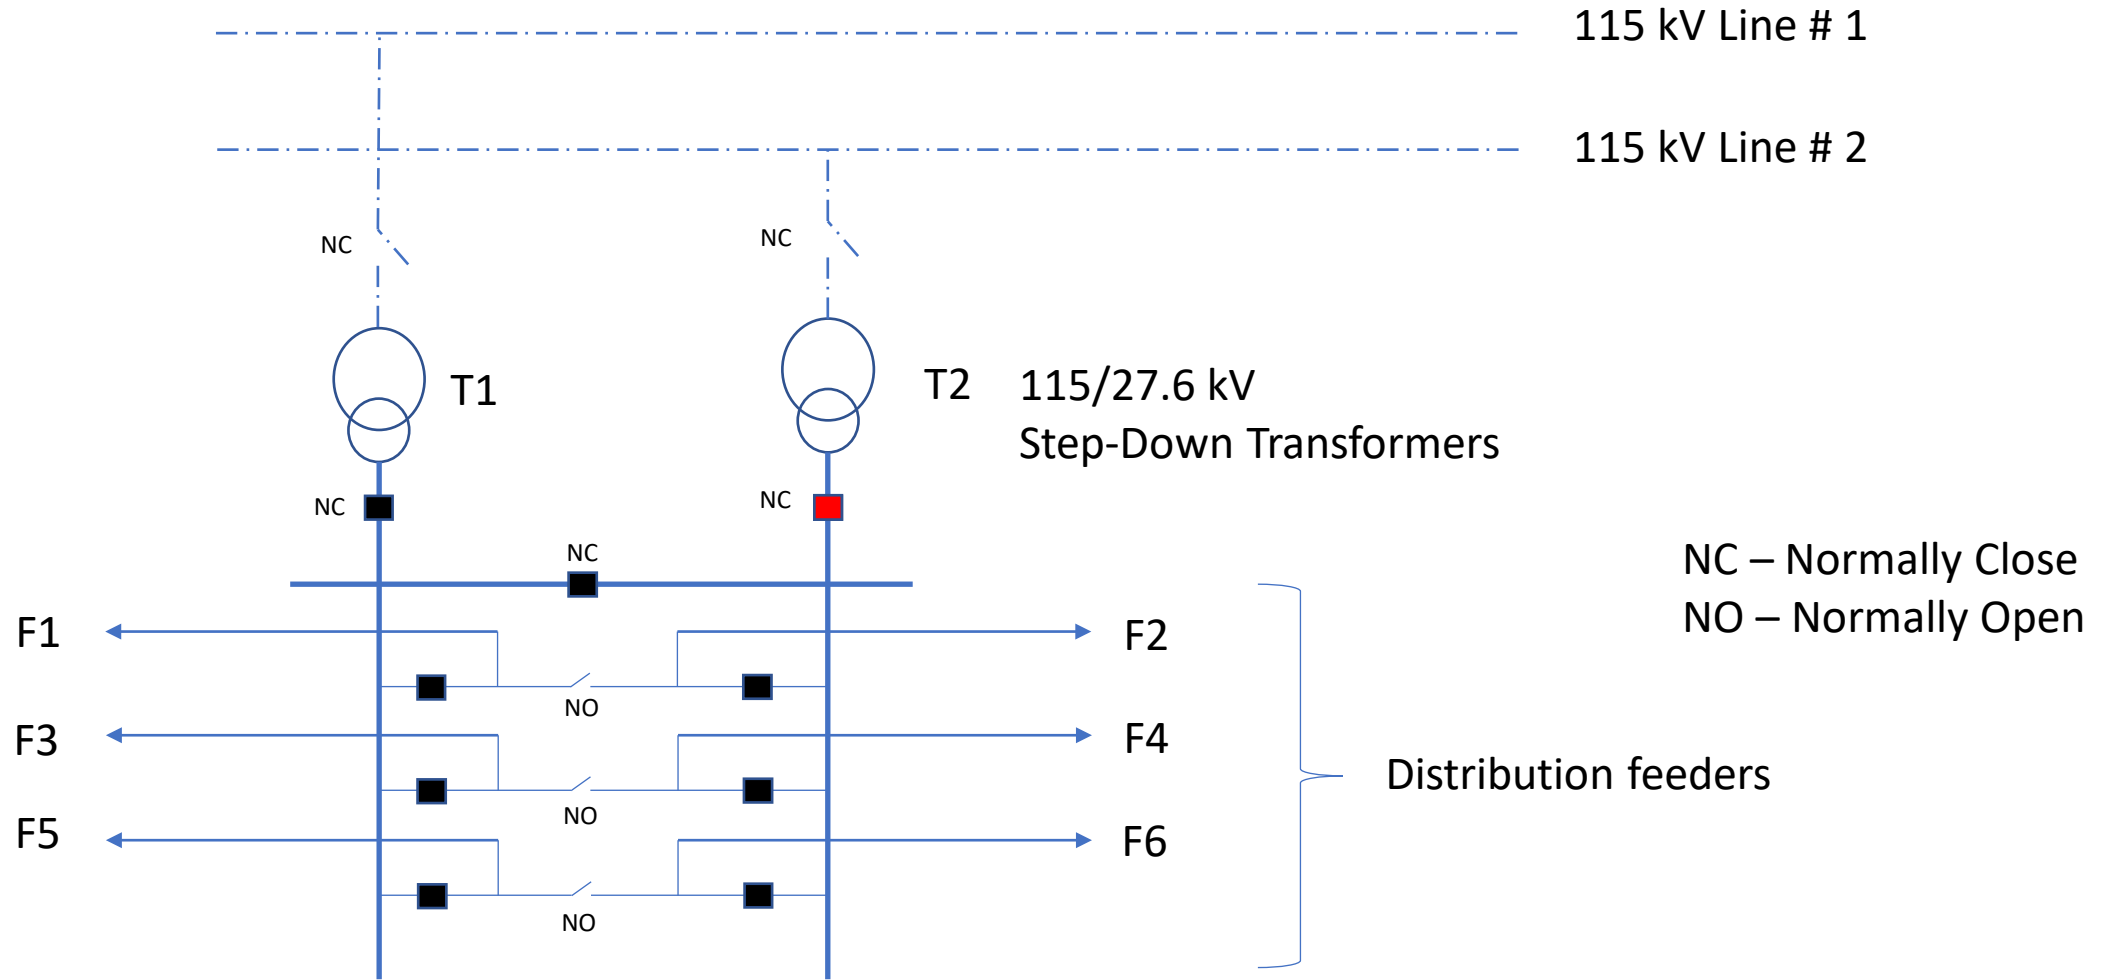 115 kV Line # 1
115 kV Line # 2
NC
NC
T1
T2
115/27.6 kV
Step-Down Transformers
NC
NC
NC
NC – Normally Close
NO – Normally Open
F1
F2
NO
F3
F4
Distribution feeders
NO
F5
F6
NO